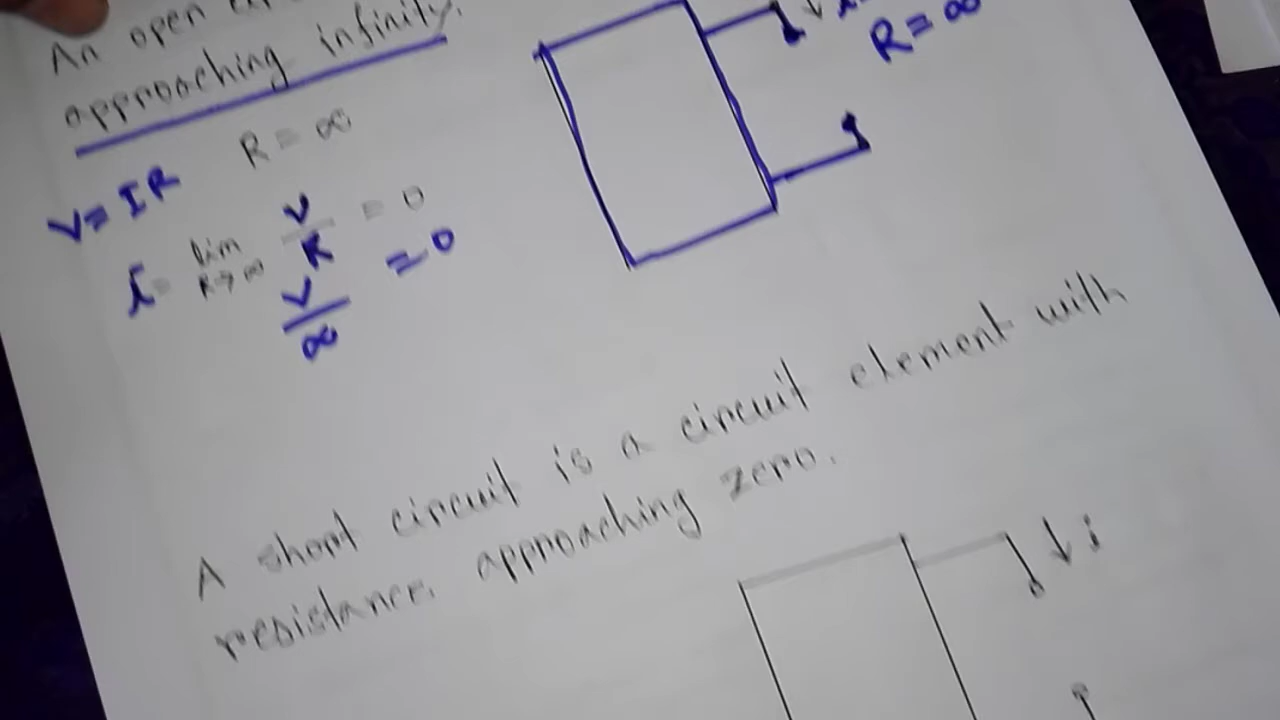 An open
approaching infinity.
R = ∞
V = IR
R = ∞
i = lim R→∞ V/R = 0
V/∞ = 0
A short circuit is a circuit element with
resistance approaching zero.
i